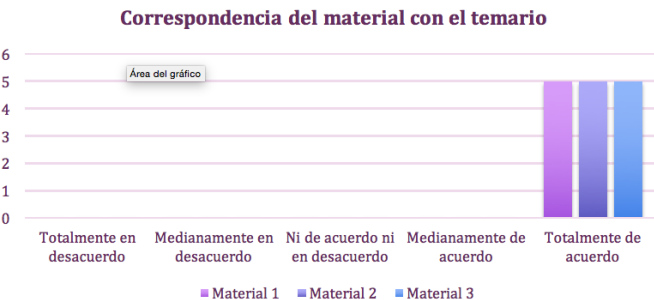 Correspondencia del material con el temario
6
Área del gráfico
5
4
3
2
1
0
Totalmente en desacuerdo
Medianamente en desacuerdo
Ni de acuerdo ni en desacuerdo
Medianamente de acuerdo
Totalmente de acuerdo
Material 1 Material 2 Material 3